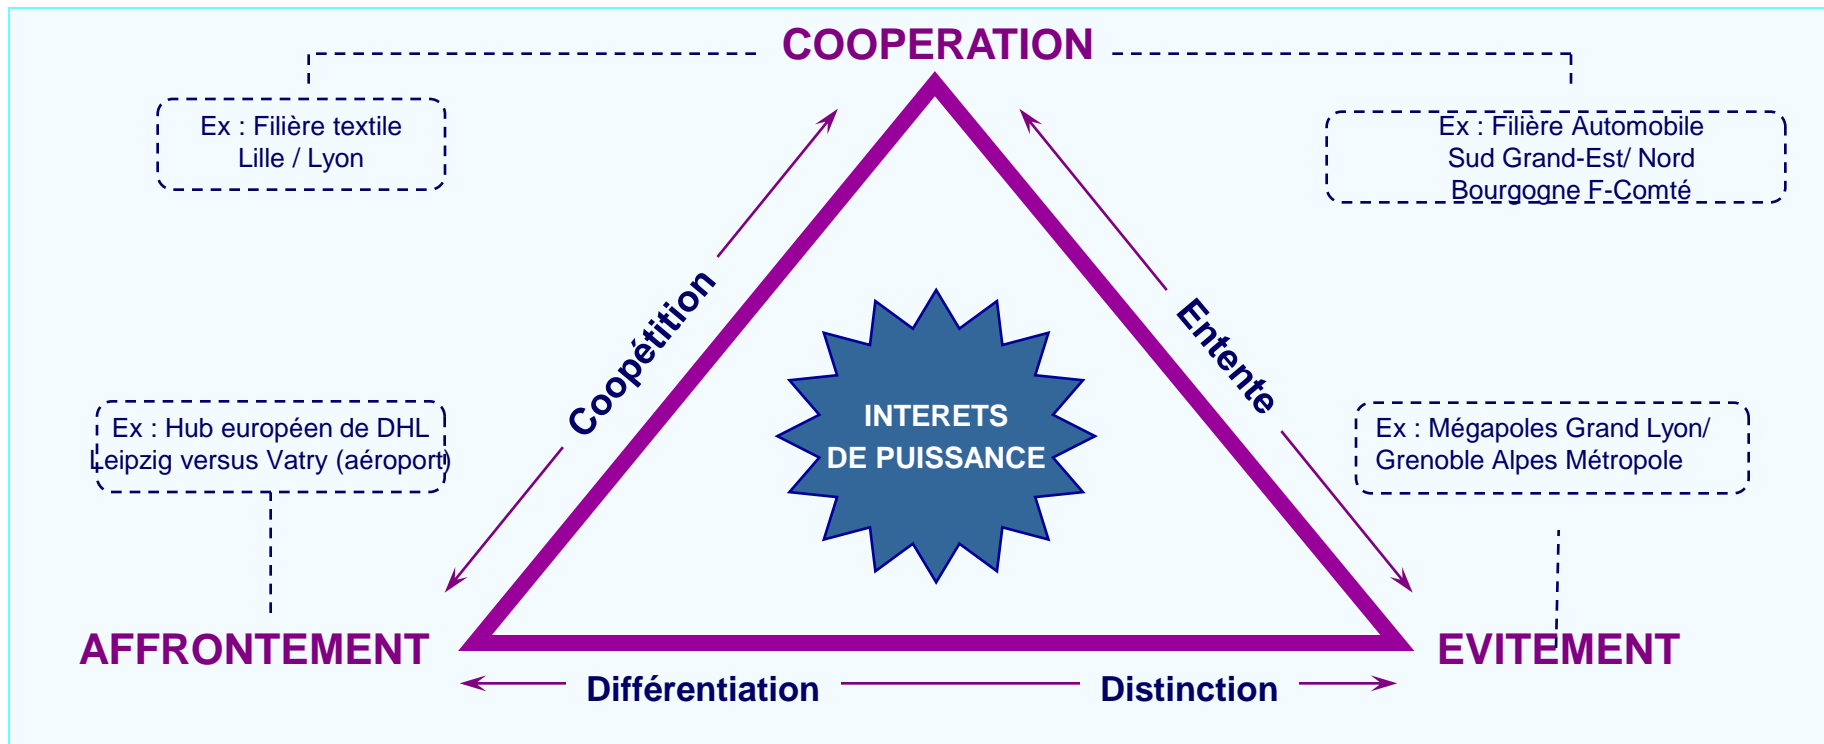 COOPERATION
Ex : Filière textile
Lille / Lyon
Ex : Filière Automobile
Sud Grand-Est/ Nord
Bourgogne F-Comté
Coopétition
Entente
INTERETS
DE PUISSANCE
Ex : Hub européen de DHL
Leipzig versus Vatry (aéroport)
Ex : Mégapoles Grand Lyon/
Grenoble Alpes Métropole
AFFRONTEMENT
EVITEMENT
Différentiation
Distinction